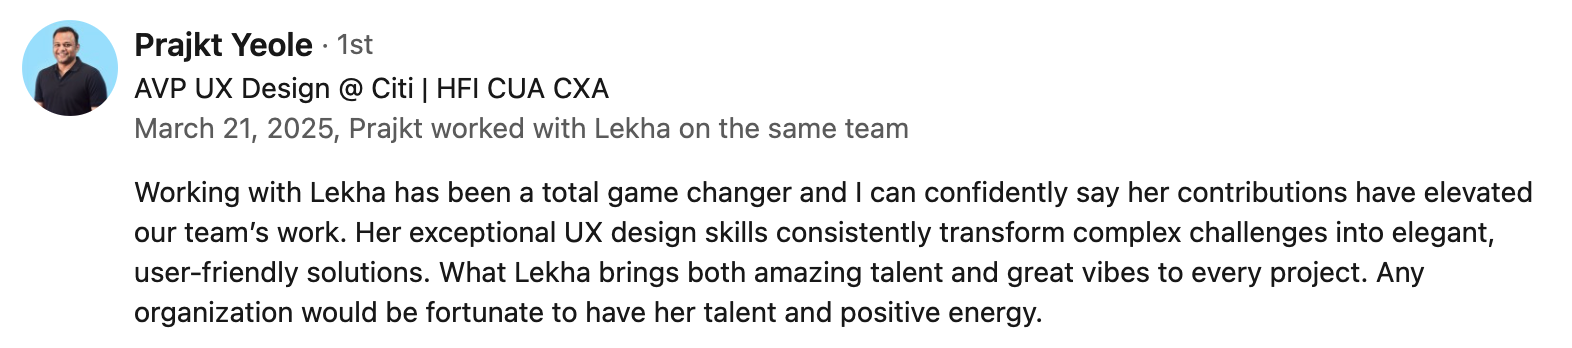 Prajkt Yeole · 1st
AVP UX Design @ Citi | HFI CUA CXA
March 21, 2025, Prajkt worked with Lekha on the same team
Working with Lekha has been a total game changer and I can confidently say her contributions have elevated
our team’s work. Her exceptional UX design skills consistently transform complex challenges into elegant,
user-friendly solutions. What Lekha brings both amazing talent and great vibes to every project. Any
organization would be fortunate to have her talent and positive energy.